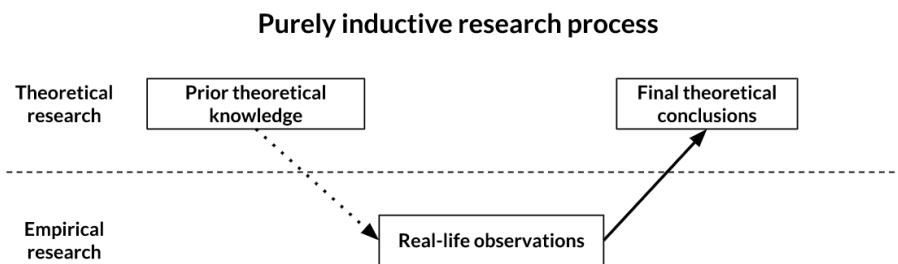 Purely inductive research process
Theoretical
research
Prior theoretical
knowledge
Final theoretical
conclusions
Empirical
research
Real-life observations